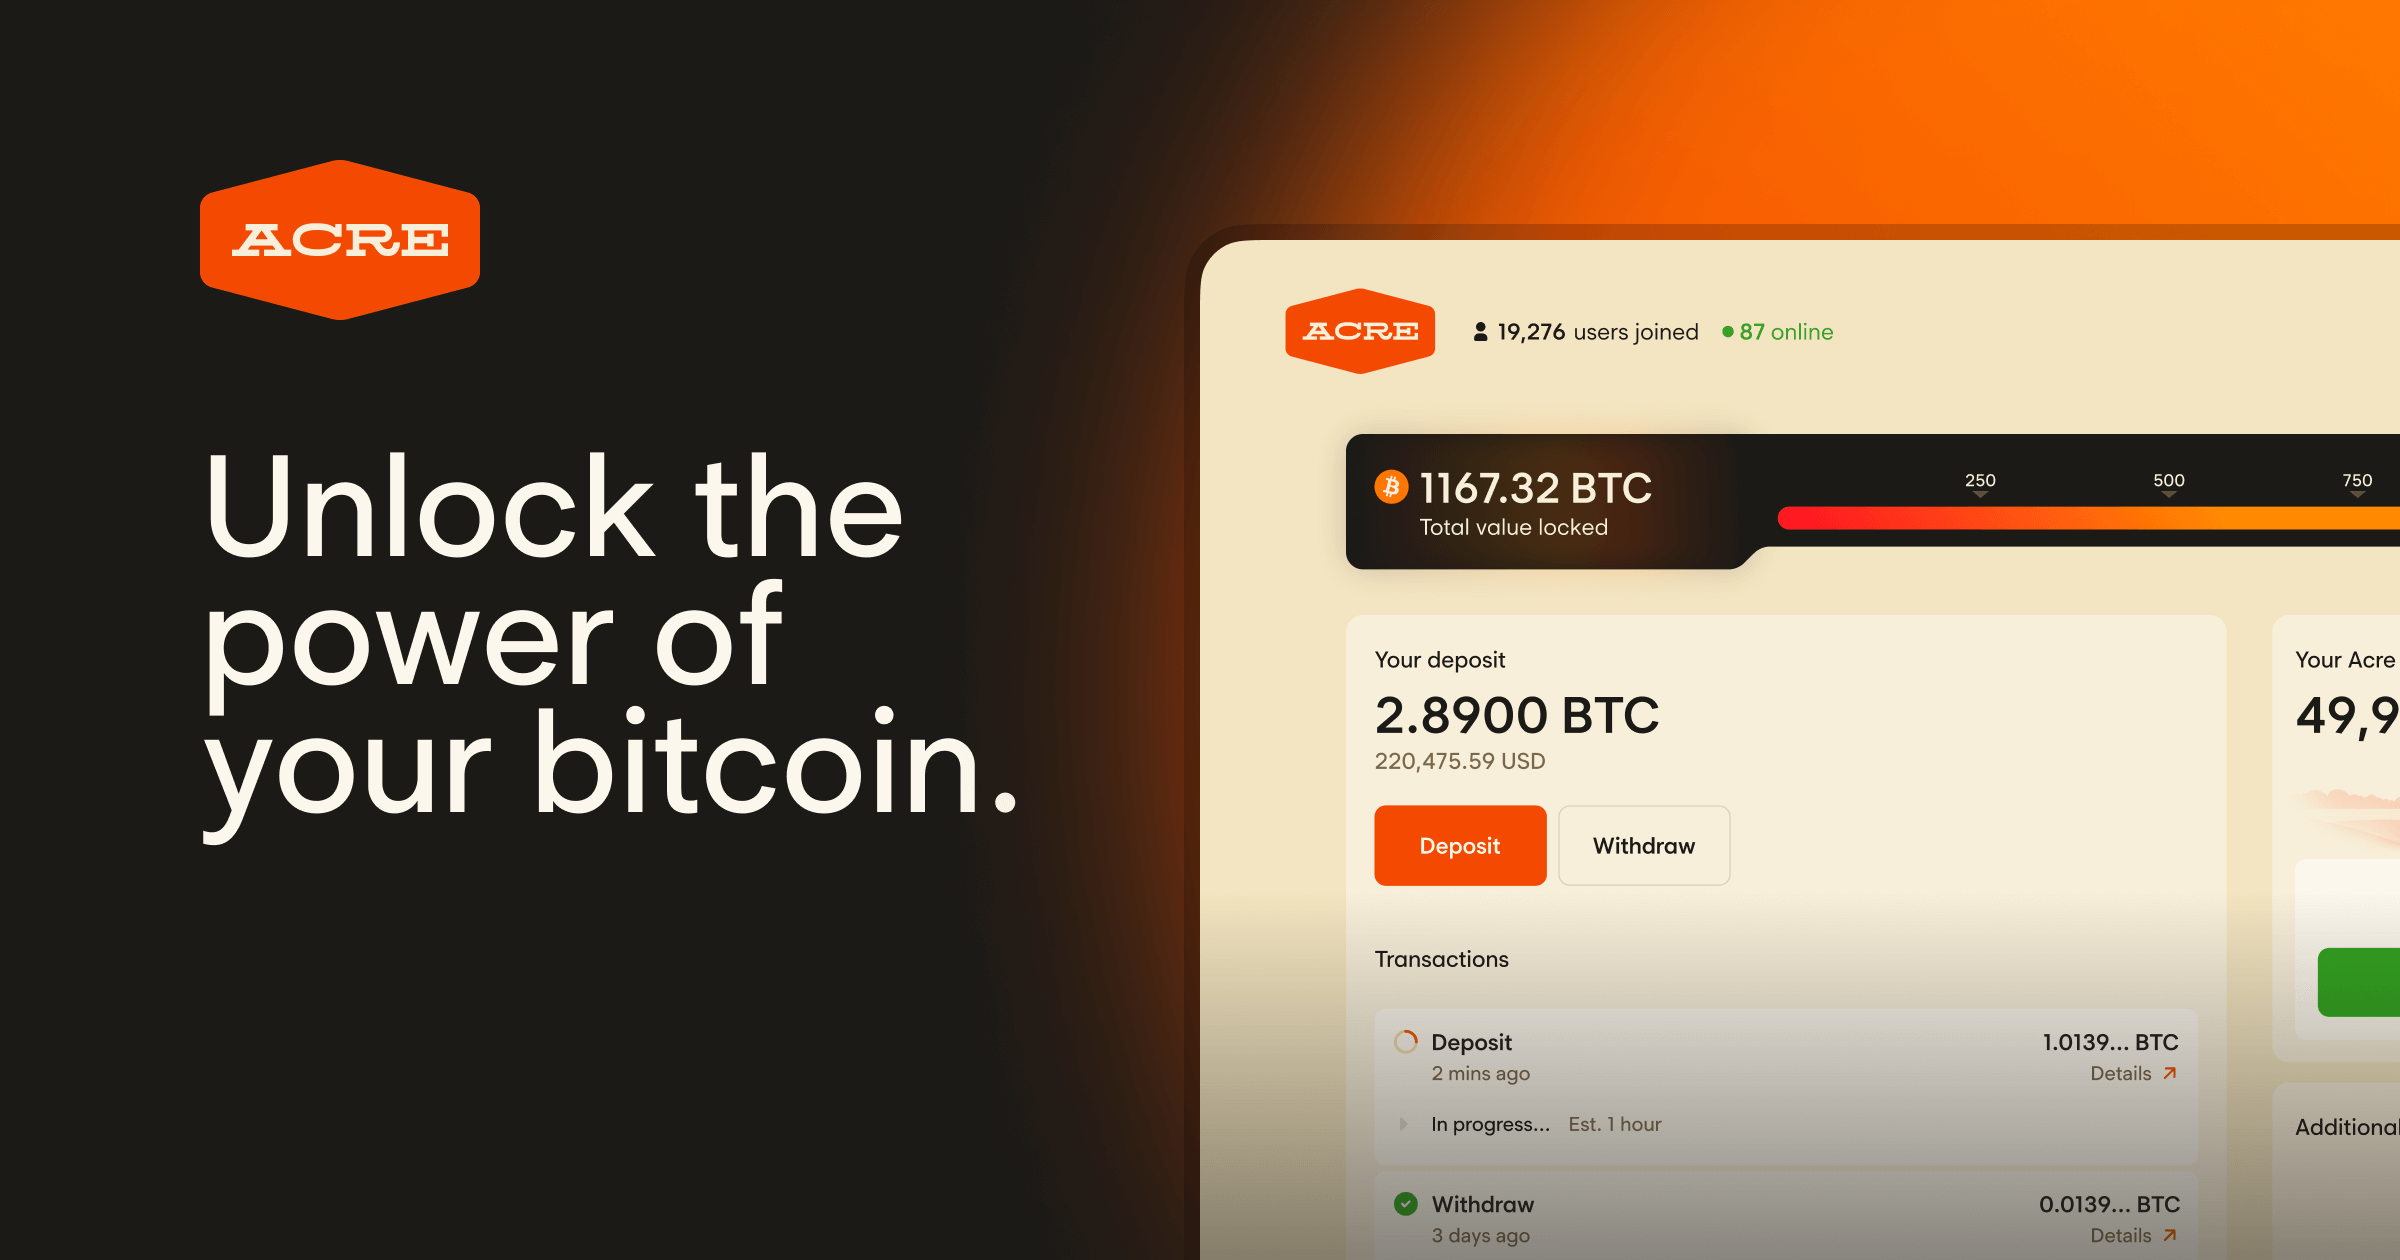 ACRE
Unlock the
power of
your bitcoin.
ACRE
19,276 users joined
87 online
1167.32 BTC
Total value locked
250
500
750
Your deposit
2.8900 BTC
220,475.59 USD
Deposit
Withdraw
Transactions
Deposit
1.0139... BTC
2 mins ago
Details
In progress...
Est. 1 hour
Withdraw
0.0139... BTC
3 days ago
Details
Your Acre
49,9
Additional